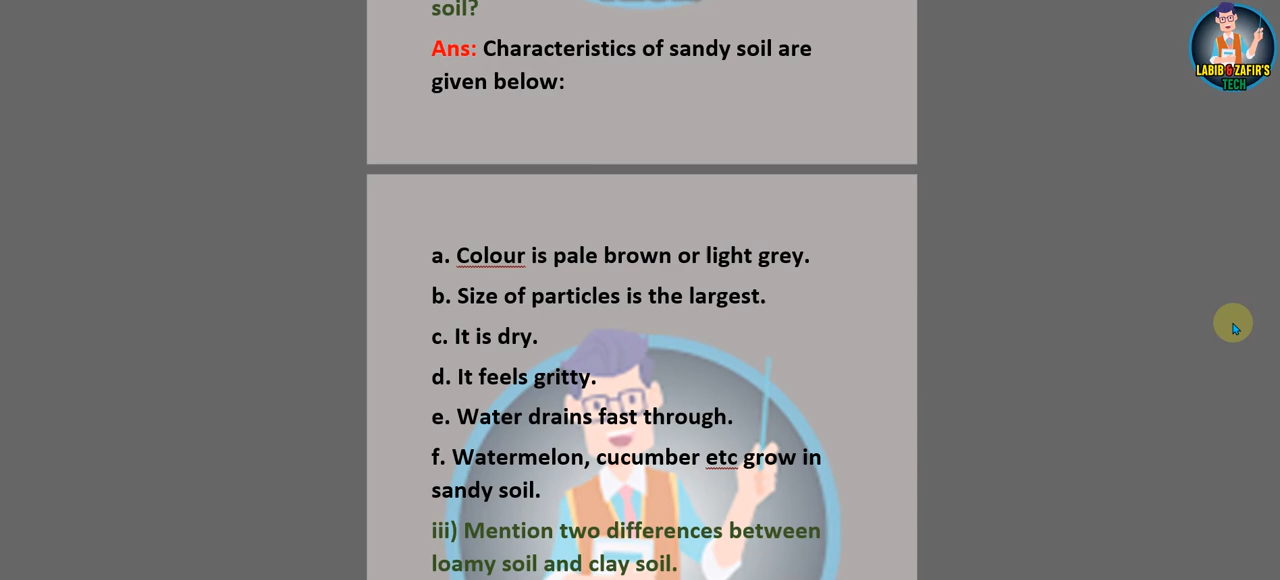 soil?
Ans: Characteristics of sandy soil are
given below:
a. Colour is pale brown or light grey.
b. Size of particles is the largest.
c. It is dry.
d. It feels gritty.
e. Water drains fast through.
f. Watermelon, cucumber etc grow in
sandy soil.
iii) Mention two differences between
loamy soil and clay soil.
LABIB & ZAFIR'S
TECH